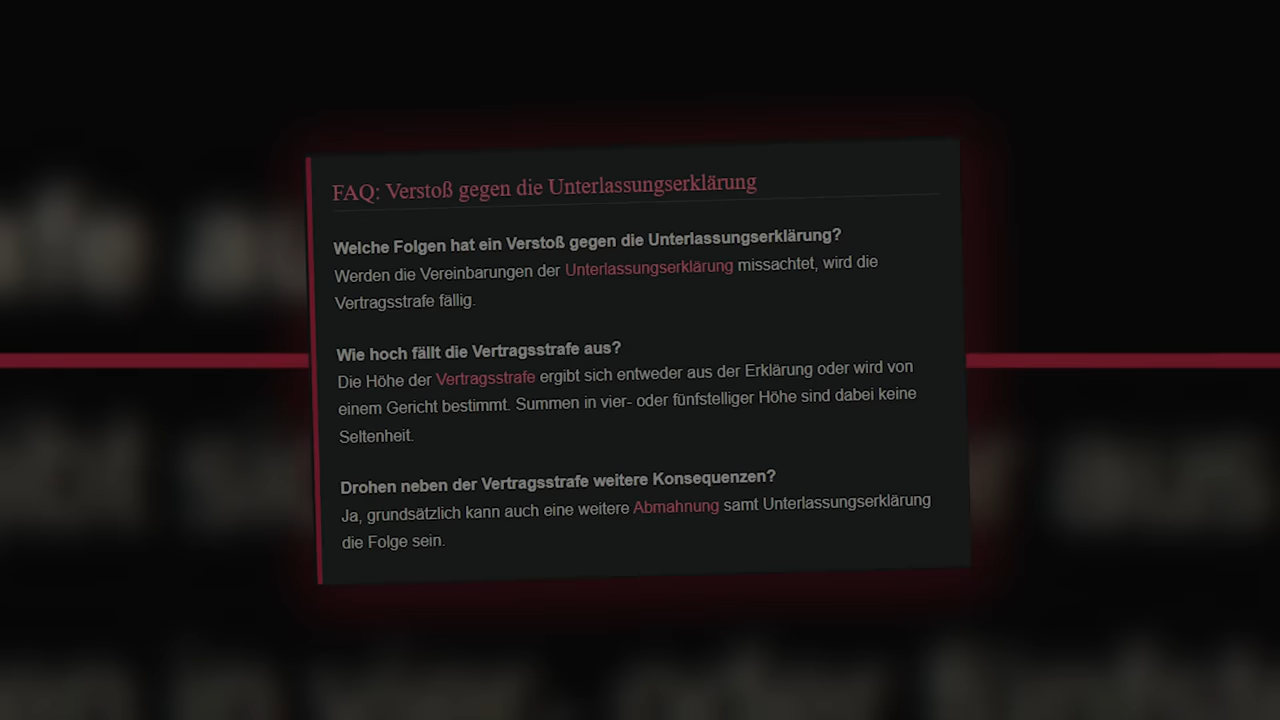 FAQ: Verstoß gegen die Unterlassungserklärung
Welche Folgen hat ein Verstoß gegen die Unterlassungserklärung?
Werden die Vereinbarungen der Unterlassungserklärung missachtet, wird die
Vertragsstrafe fällig.
Wie hoch fällt die Vertragsstrafe aus?
Die Höhe der Vertragsstrafe ergibt sich entweder aus der Erklärung oder wird von
einem Gericht bestimmt. Summen in vier- oder fünfstelliger Höhe sind dabei keine
Seltenheit.
Drohen neben der Vertragsstrafe weitere Konsequenzen?
Ja, grundsätzlich kann auch eine weitere Abmahnung samt Unterlassungserklärung
die Folge sein.